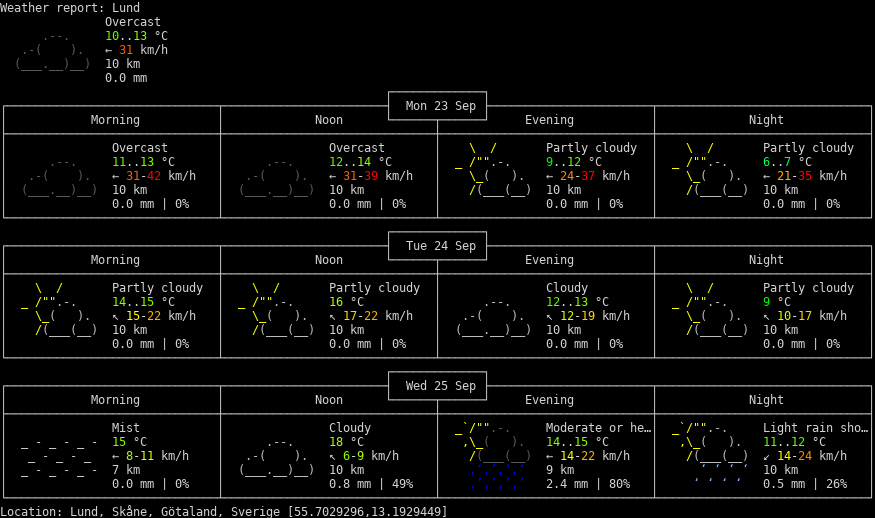 Weather report: Lund
Overcast
10..13 °C
← 31 km/h
10 km
0.0 mm
Mon 23 Sep
Morning Noon Evening Night
Overcast Overcast Partly cloudy Partly cloudy
11..13 °C 12..14 °C 9..12 °C 6..7 °C
← 31-42 km/h ← 31-39 km/h ← 24-37 km/h ← 21-35 km/h
10 km 10 km 10 km 10 km
0.0 mm | 0% 0.0 mm | 0% 0.0 mm | 0% 0.0 mm | 0%
Tue 24 Sep
Morning Noon Evening Night
Partly cloudy Partly cloudy Cloudy Partly cloudy
14..15 °C 16 °C 12..13 °C 9 °C
↖ 15-22 km/h ↖ 17-22 km/h ↖ 12-19 km/h ↖ 10-17 km/h
10 km 10 km 10 km 10 km
0.0 mm | 0% 0.0 mm | 0% 0.0 mm | 0% 0.0 mm | 0%
Wed 25 Sep
Morning Noon Evening Night
Mist Cloudy Moderate or he… Light rain sho…
15 °C 18 °C 14..15 °C 11..12 °C
← 8-11 km/h ↖ 6-9 km/h ← 14-22 km/h ↙ 14-24 km/h
7 km 10 km 9 km 10 km
0.0 mm | 0% 0.8 mm | 49% 2.4 mm | 80% 0.5 mm | 26%
Location: Lund, Skåne, Götaland, Sverige [55.7029296,13.1929449]